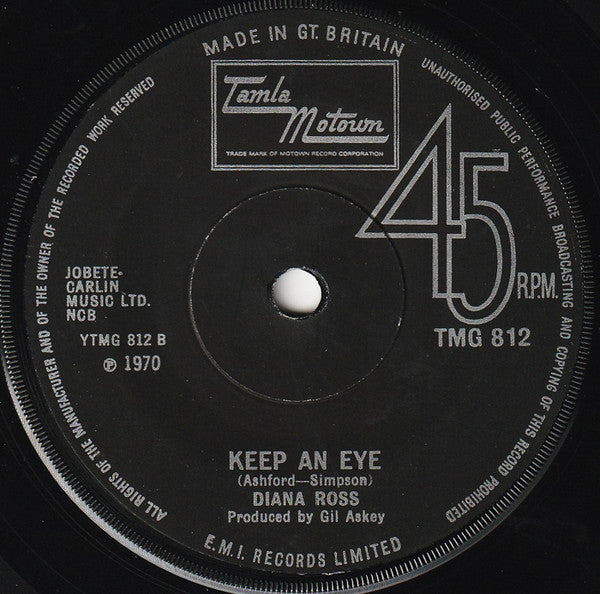 MADE IN GT. BRITAIN
UNAUTHORISED PUBLIC PERFORMANCE BROADCASTING AND COPYING OF THIS RECORD PROHIBITED
ALL RIGHTS OF THE MANUFACTURER AND OF THE OWNER OF THE RECORDED WORK RESERVED
Tamla
Motown
TRADE MARK OF MOTOWN RECORD CORPORATION
45
R.P.M.
TMG 812
JOBETE-
CARLIN
MUSIC LTD.
NCB
YTMG 812 B
℗ 1970
KEEP AN EYE
(Ashford—Simpson)
DIANA ROSS
Produced by Gil Askey
E.M.I. RECORDS LIMITED